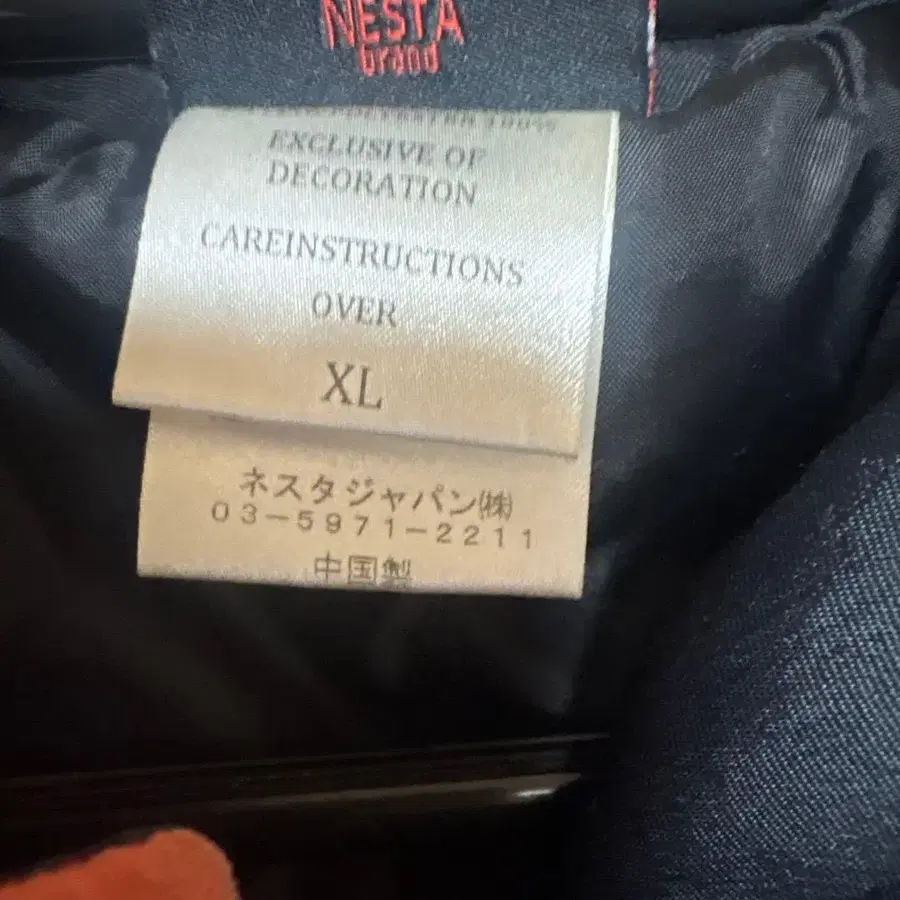 NESTA
brand
100%
EXCLUSIVE OF
DECORATION
CAREINSTRUCTIONS
OVER
XL
ネスタジャパン㈱
03-5971-2211
中国製